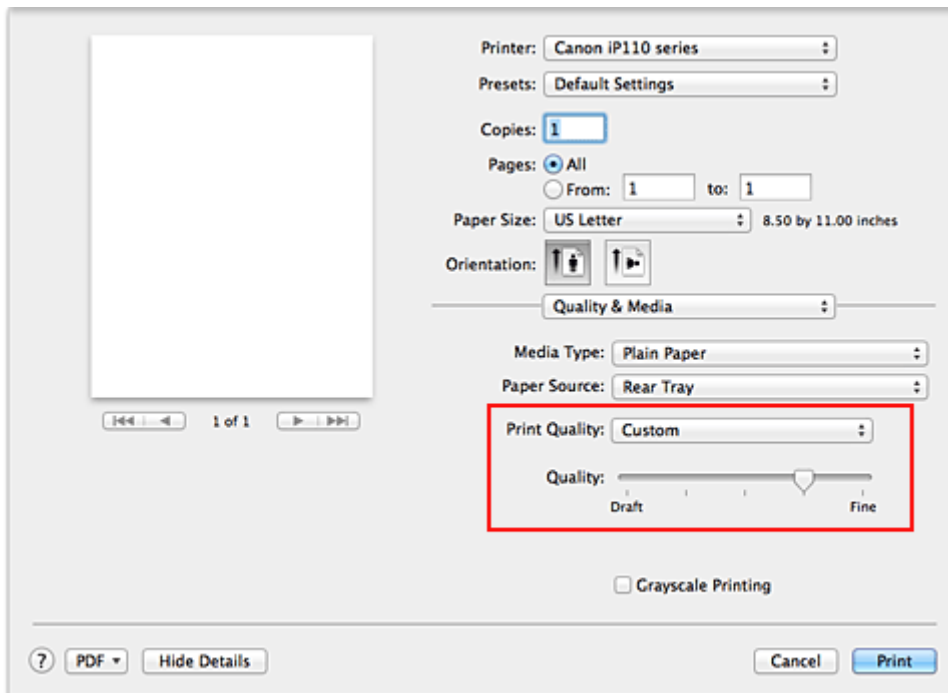 Printer: Canon iP110 series
Presets: Default Settings
Copies: 1
Pages: All
From: 1 to: 1
Paper Size: US Letter 8.50 by 11.00 inches
Orientation:
Quality & Media
Media Type: Plain Paper
Paper Source: Rear Tray
1 of 1
Print Quality: Custom
Quality:
Draft Fine
Grayscale Printing
? PDF Hide Details Cancel Print